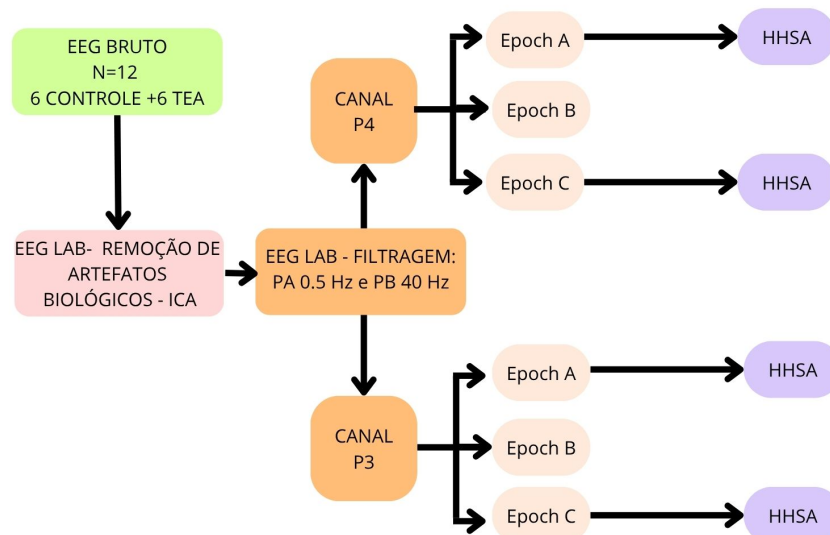 EEG BRUTO
N=12
6 CONTROLE +6 TEA
EEG LAB-  REMOÇÃO DE
ARTEFATOS
BIOLÓGICOS - ICA
EEG LAB - FILTRAGEM:
PA 0.5 Hz e PB 40 Hz
CANAL
P4
Epoch A
HHSA
Epoch B
Epoch C
HHSA
CANAL
P3
Epoch A
HHSA
Epoch B
Epoch C
HHSA